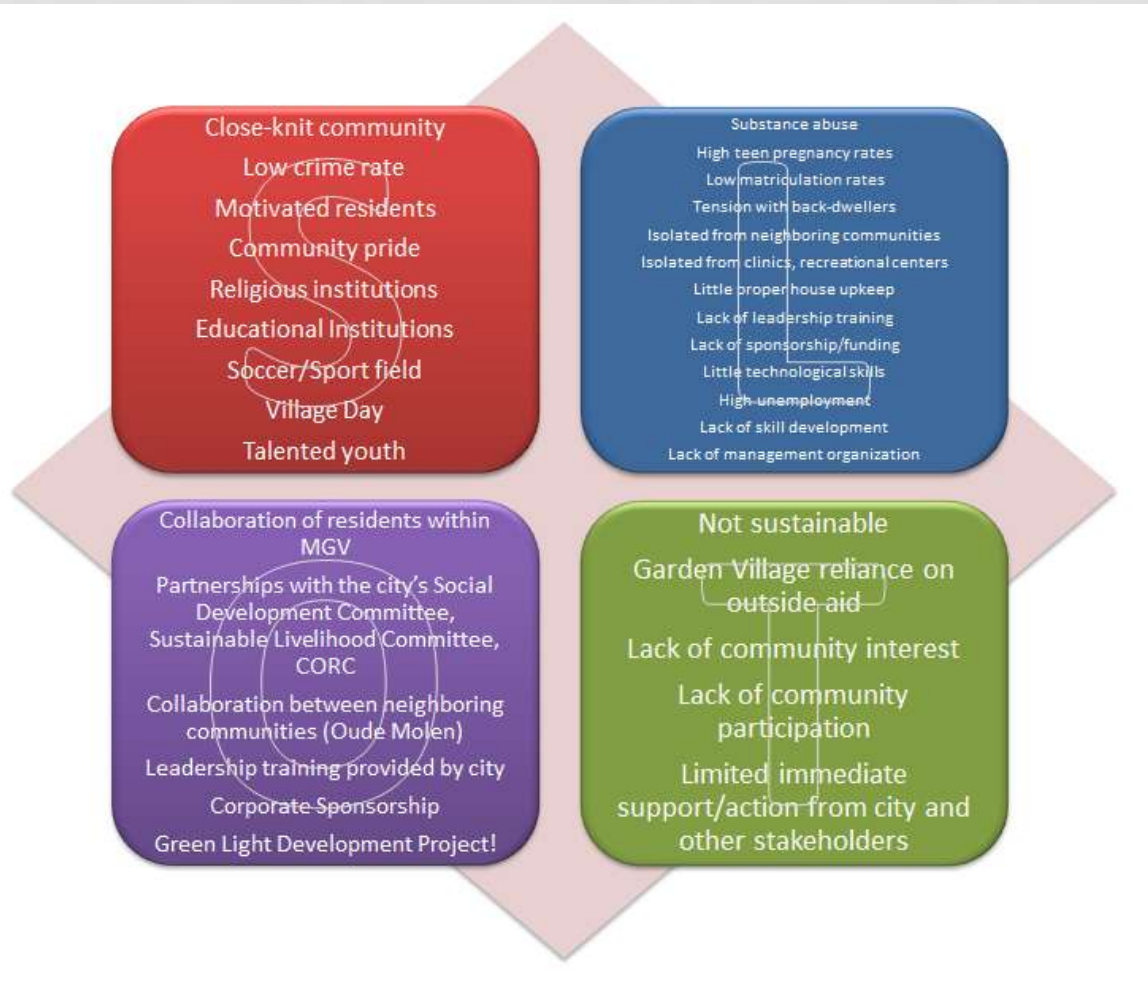 Close-knit community
Low crime rate
Motivated residents
Community pride
Religious institutions
Educational Institutions
Soccer/Sport field
Village Day
Talented youth
S
Substance abuse
High teen pregnancy rates
Low matriculation rates
Tension with back-dwellers
Isolated from neighboring communities
Isolated from clinics, recreational centers
Little proper house upkeep
Lack of leadership training
Lack of sponsorship/funding
Little technological skills
High unemployment
Lack of skill development
Lack of management organization
L
Collaboration of residents within
MGV
Partnerships with the city's Social
Development Committee,
Sustainable Livelihood Committee,
CORC
Collaboration between neighboring
communities (Oude Molen)
Leadership training provided by city
Corporate Sponsorship
Green Light Development Project!
O
Not sustainable
Garden Village reliance on
outside aid
Lack of community interest
Lack of community
participation
Limited immediate
support/action from city and
other stakeholders
T